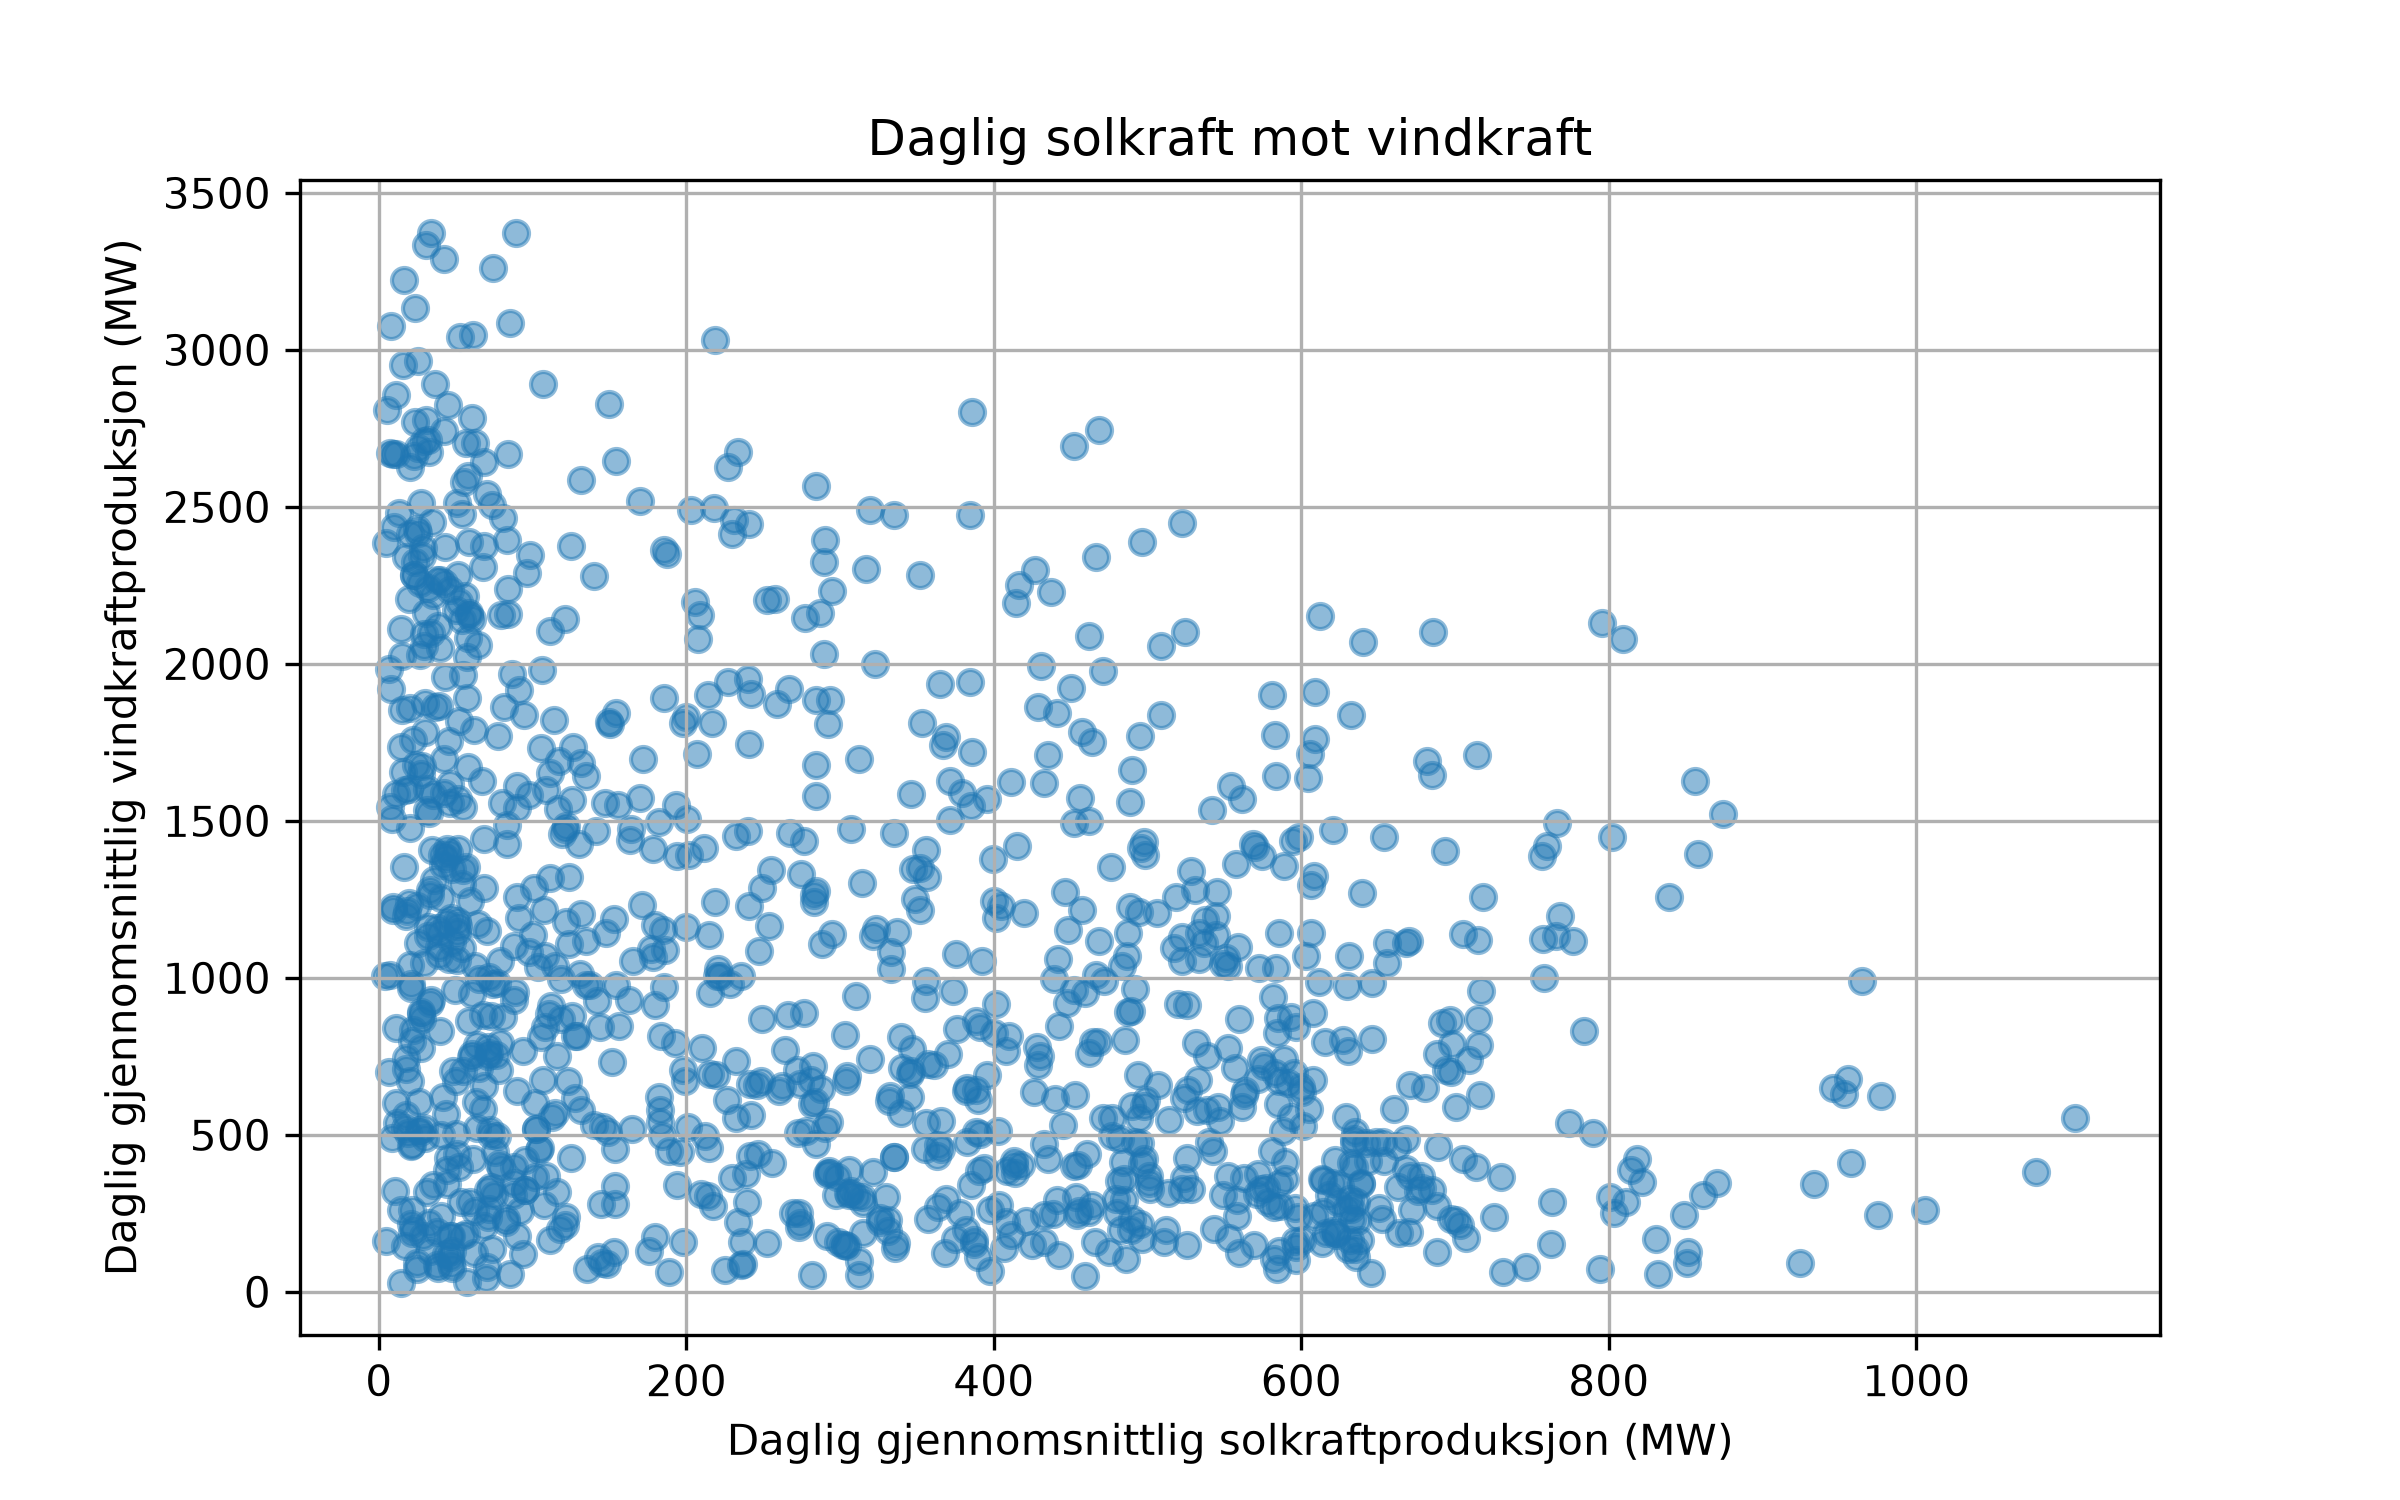 Daglig solkraft mot vindkraft
Daglig gjennomsnittlig vindkraftproduksjon (MW)
3500
3000
2500
2000
1500
1000
500
0
0 200 400 600 800 1000
Daglig gjennomsnittlig solkraftproduksjon (MW)